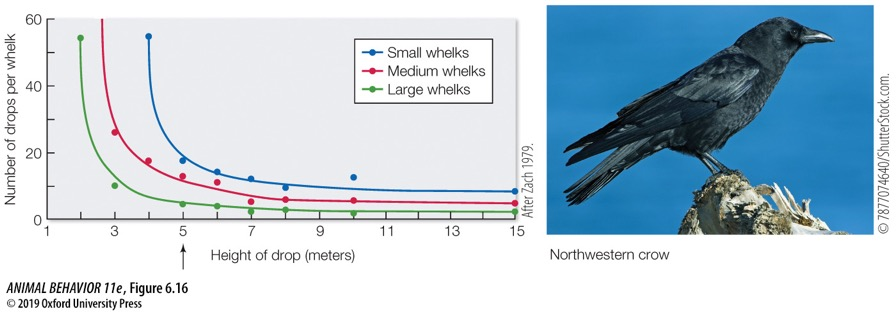 Number of drops per whelk
60
40
20
0
Small whelks
Medium whelks
Large whelks
1 3 5 7 9 11 13 15
Height of drop (meters)
After Zach 1979.
© 7877074640/ShutterStock.com.
Northwestern crow
ANIMAL BEHAVIOR 11e, Figure 6.16
© 2019 Oxford University Press